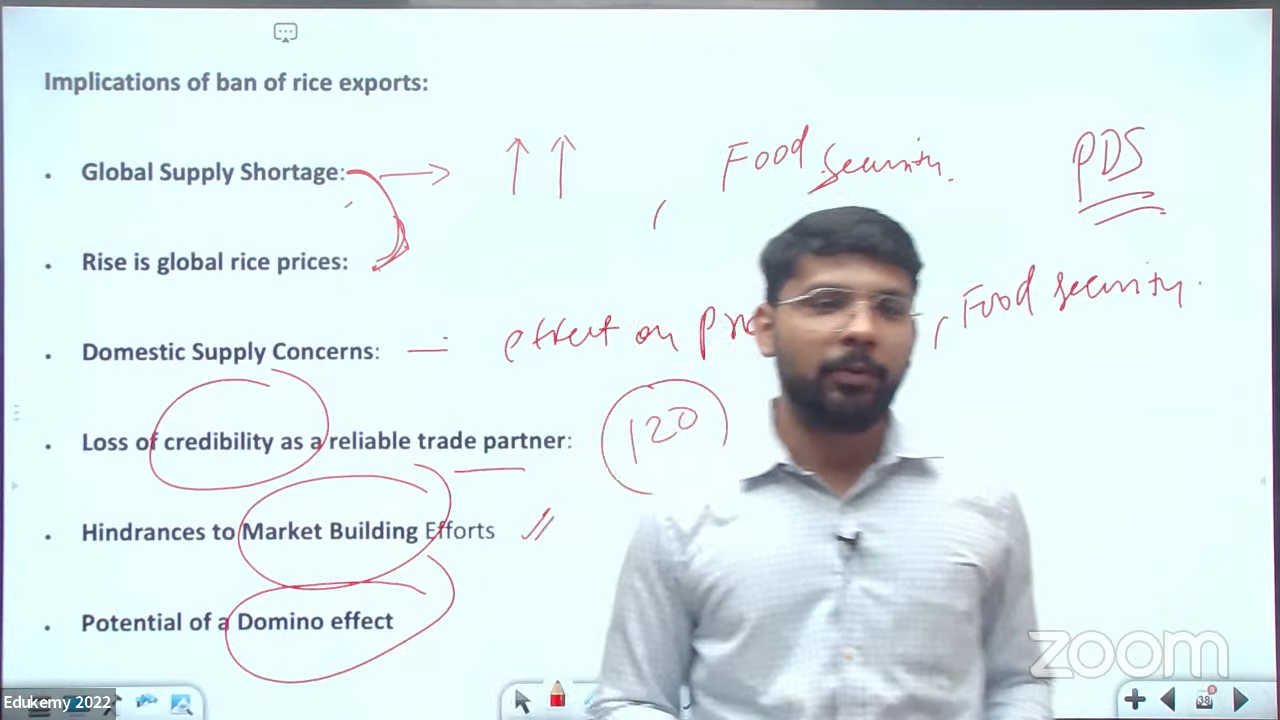 Implications of ban of rice exports:
• Global Supply Shortage: → ↑↑ , Food Security. PDS
• Rise is global rice prices:
• Domestic Supply Concerns: — effect on , Food security.
• Loss of credibility as a reliable trade partner: 120
• Hindrances to Market Building Efforts
• Potential of a Domino effect
zoom
Edukemy 2022
38